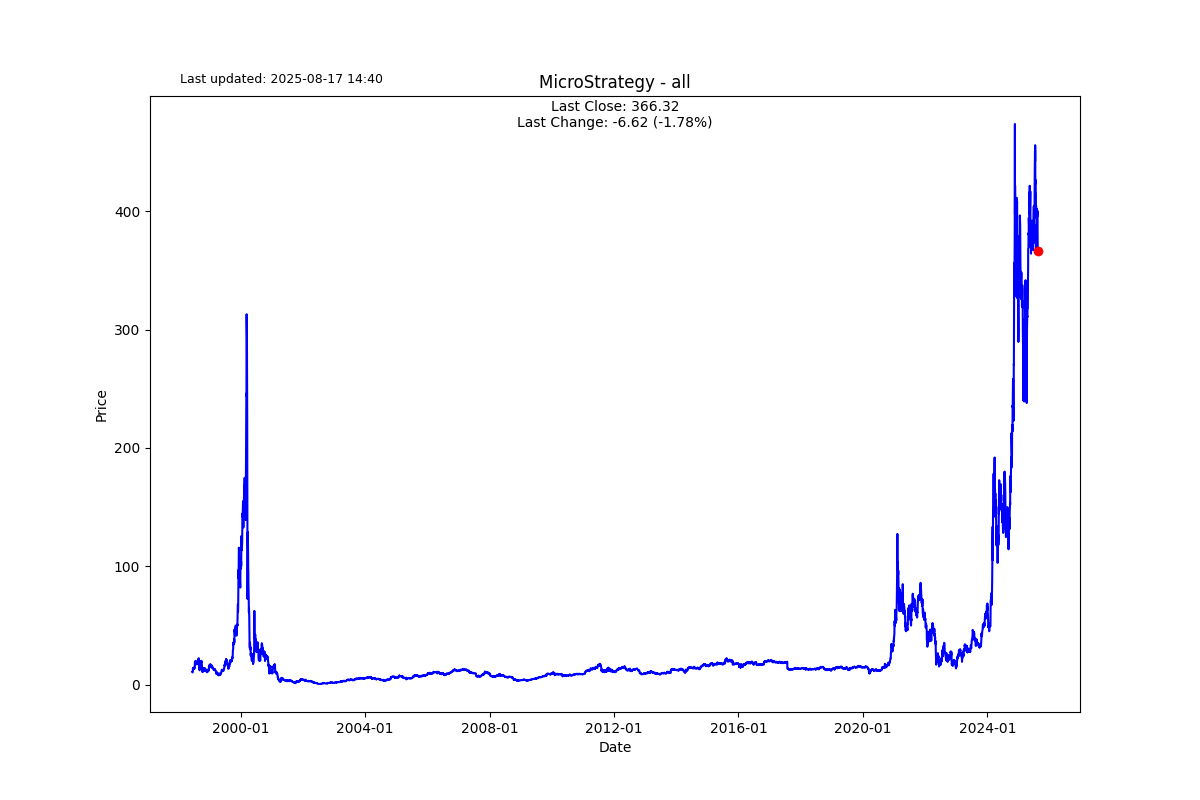 Last updated: 2025-08-17 14:40
MicroStrategy - all
Last Close: 366.32
Last Change: -6.62 (-1.78%)
400
300
200
100
0
Price
2000-01
2004-01
2008-01
2012-01
2016-01
2020-01
2024-01
Date